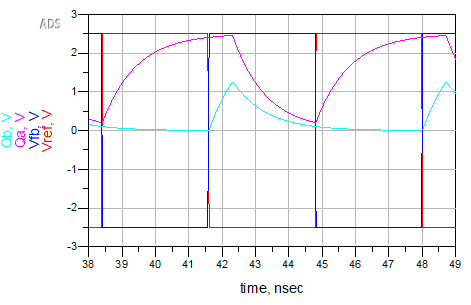 ADS
3
2
1
0
-1
-2
-3
Qb, V
Qa, V
Vfb, V
Vref, V
38 39 40 41 42 43 44 45 46 47 48 49
time, nsec